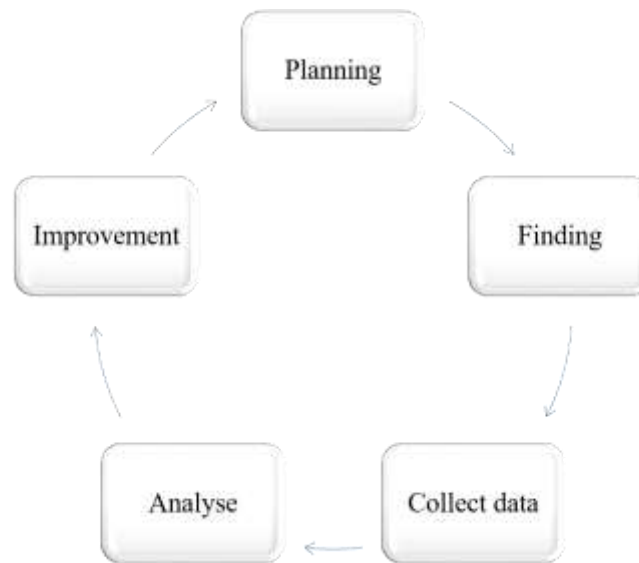 Planning
Finding
Collect data
Analyse
Improvement